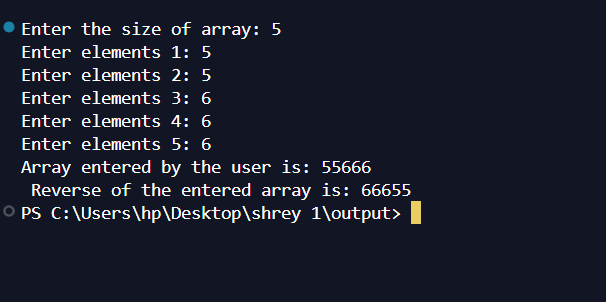 Enter the size of array: 5
Enter elements 1: 5
Enter elements 2: 5
Enter elements 3: 6
Enter elements 4: 6
Enter elements 5: 6
Array entered by the user is: 55666
 Reverse of the entered array is: 66655
PS C:\Users\hp\Desktop\shrey 1\output>